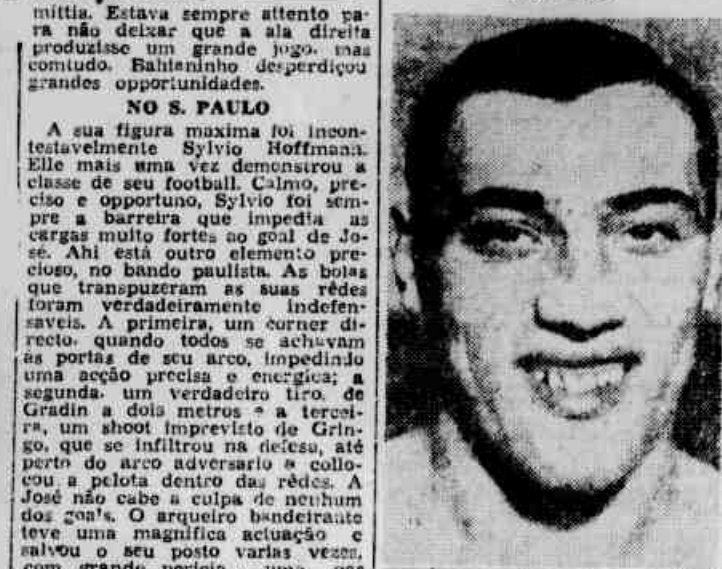 mittia. Estava sempre attento pa-
ra não deixar que a ala direita
produzisse um grande jogo, mas
comtudo, Bahianinho desperdiçou
grandes opportunidades.
NO S. PAULO
A sua figura maxima foi incon-
testavelmente Sylvio Hoffmann.
Elle mais uma vez demonstrou a
classe de seu football. Calmo, pre-
ciso e opportuno, Sylvio foi sem-
pre a barreira que impedia as
cargas muito fortes ao goal de Jo-
sé. Ahi está outro elemento pre-
cioso, no bando paulista. As bolas
que transpuzeram as suas rêdes
foram verdadeiramente indefen-
saveis. A primeira, um corner di-
recto, quando todos se achavam
ás portas de seu arco, impedindo
uma acção precisa e energica; a
segunda, um verdadeiro tiro, de
Gradin a dois metros e a tercei-
ra, um shoot imprevisto de Grin-
go, que se infiltrou na defesa, até
perto do arco adversario e collo-
cou a pelota dentro das rêdes. A
José não cabe a culpa de nenhum
dos goals. O arqueiro bandeirante
teve uma magnifica actuação e
salvou o seu posto varias vezes,
com grande pericia